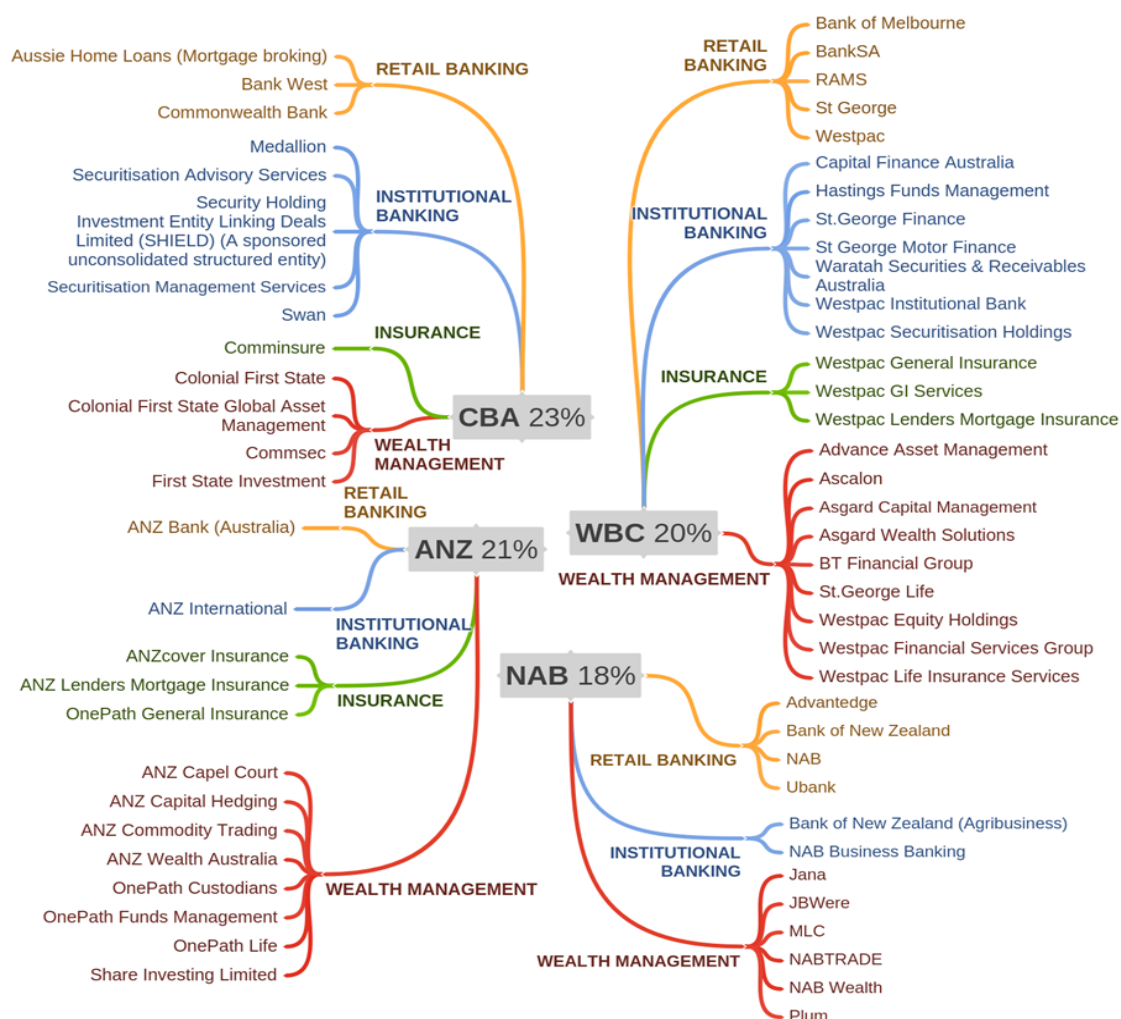 Aussie Home Loans (Mortgage broking)
Bank West
Commonwealth Bank
RETAIL BANKING
Medallion
Securitisation Advisory Services
Security Holding
Investment Entity Linking Deals
Limited (SHIELD) (A sponsored
unconsolidated structured entity)
Securitisation Management Services
Swan
INSTITUTIONAL
BANKING
Comminsure
INSURANCE
Colonial First State
Colonial First State Global Asset
Management
Commsec
First State Investment
WEALTH
MANAGEMENT
CBA 23%
RETAIL
BANKING
ANZ Bank (Australia)
ANZ 21%
ANZ International
INSTITUTIONAL
BANKING
ANZcover Insurance
ANZ Lenders Mortgage Insurance
OnePath General Insurance
INSURANCE
ANZ Capel Court
ANZ Capital Hedging
ANZ Commodity Trading
ANZ Wealth Australia
OnePath Custodians
OnePath Funds Management
OnePath Life
Share Investing Limited
WEALTH MANAGEMENT
RETAIL
BANKING
Bank of Melbourne
BankSA
RAMS
St George
Westpac
INSTITUTIONAL
BANKING
Capital Finance Australia
Hastings Funds Management
St.George Finance
St George Motor Finance
Waratah Securities & Receivables
Australia
Westpac Institutional Bank
Westpac Securitisation Holdings
INSURANCE
Westpac General Insurance
Westpac GI Services
Westpac Lenders Mortgage Insurance
WBC 20%
WEALTH MANAGEMENT
Advance Asset Management
Ascalon
Asgard Capital Management
Asgard Wealth Solutions
BT Financial Group
St.George Life
Westpac Equity Holdings
Westpac Financial Services Group
Westpac Life Insurance Services
NAB 18%
RETAIL BANKING
Advantedge
Bank of New Zealand
NAB
Ubank
INSTITUTIONAL
BANKING
Bank of New Zealand (Agribusiness)
NAB Business Banking
WEALTH MANAGEMENT
Jana
JBWere
MLC
NABTRADE
NAB Wealth
Plum